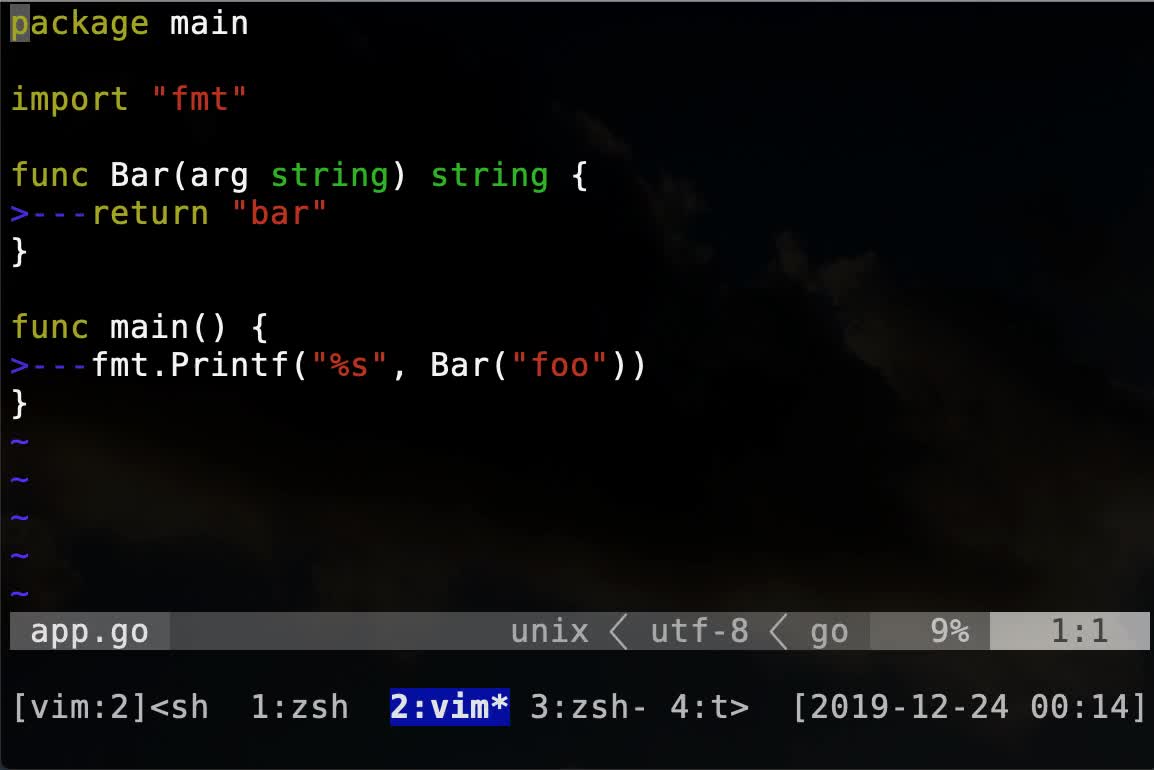 package main
import "fmt"
func Bar(arg string) string {
>---return "bar"
}
func main() {
>---fmt.Printf("%s", Bar("foo"))
}
~
~
~
~
~
app.go unix < utf-8 < go 9% 1:1
[vim:2]<sh 1:zsh 2:vim* 3:zsh- 4:t> [2019-12-24 00:14]